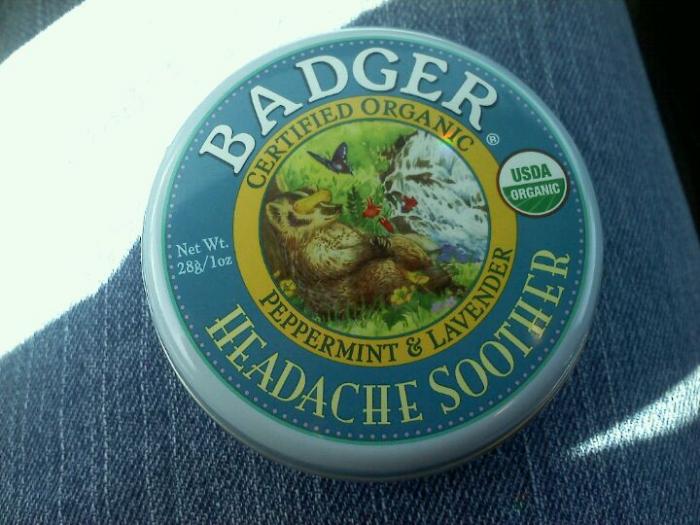 BADGER®
CERTIFIED ORGANIC
USDA
ORGANIC
Net Wt.
28g/1oz
PEPPERMINT & LAVENDER
HEADACHE SOOTHER